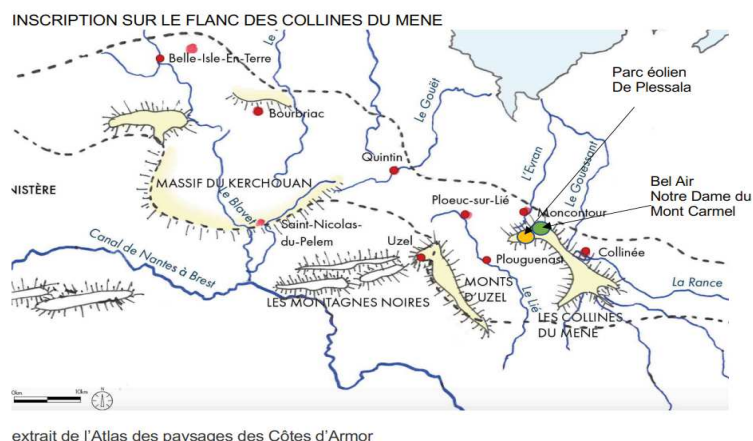 INSCRIPTION SUR LE FLANC DES COLLINES DU MENE
Belle-Isle-En-Terre
Parc éolien
De Plessala
Bourbriac
Le Gouët
L'Evran
Le Gouessant
Quintin
NISTÈRE
MASSIF DU KERCHOUAN
Bel Air
Notre Dame du
Mont Carmel
Le Blavet
Ploeuc-sur-Lié
Moncontour
Saint-Nicolas-
du-Pelem
Canal de Nantes à Brest
Uzel
Plouguenast
Collinée
La Rance
LES MONTAGNES NOIRES
MONTS
D'UZEL
Le Lié
LES COLLINES
DU MENÉ
10km
extrait de l'Atlas des paysages des Côtes d'Armor